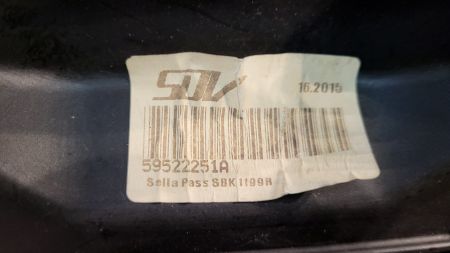 SDV
16.2015
59522251A
Sella Pass SBK 1199R